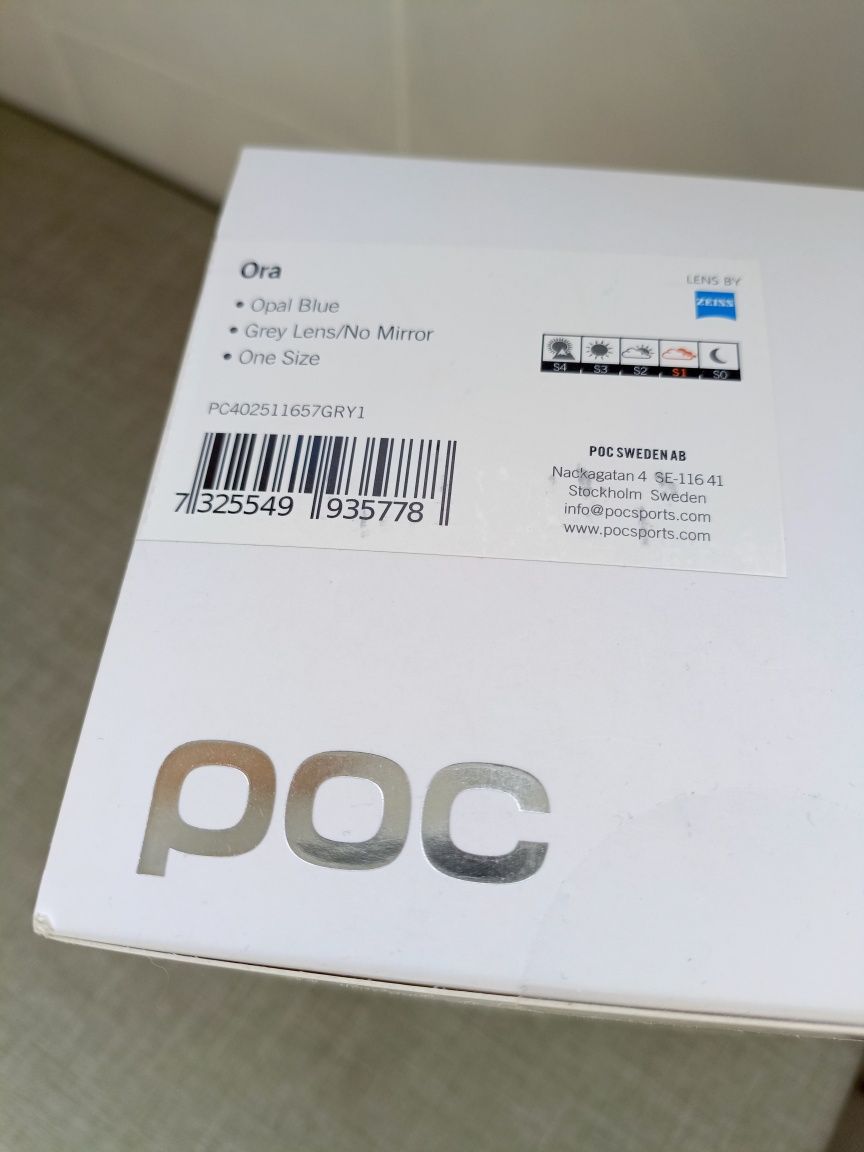 Ora
• Opal Blue
• Grey Lens/No Mirror
• One Size
PC402511657GRY1
7 325549 935778
LENS BY
ZEISS
S4 S3 S2 S1 S0
POC SWEDEN AB
Nackagatan 4 SE-116 41
Stockholm Sweden
info@pocsports.com
www.pocsports.com
POC